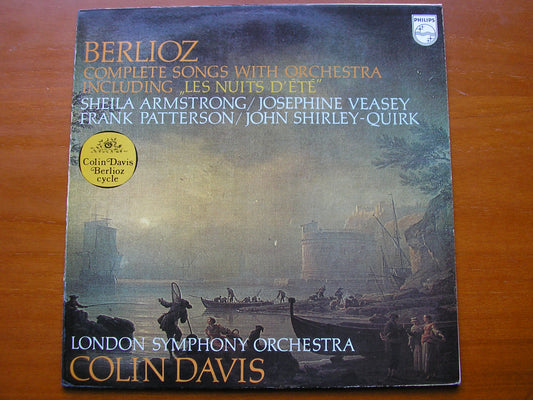 PHILIPS
BERLIOZ
COMPLETE SONGS WITH ORCHESTRA
INCLUDING „LES NUITS D'ÉTÉ”
SHEILA ARMSTRONG/JOSEPHINE VEASEY
FRANK PATTERSON/JOHN SHIRLEY-QUIRK
Colin Davis
Berlioz
cycle
LONDON SYMPHONY ORCHESTRA
COLIN DAVIS